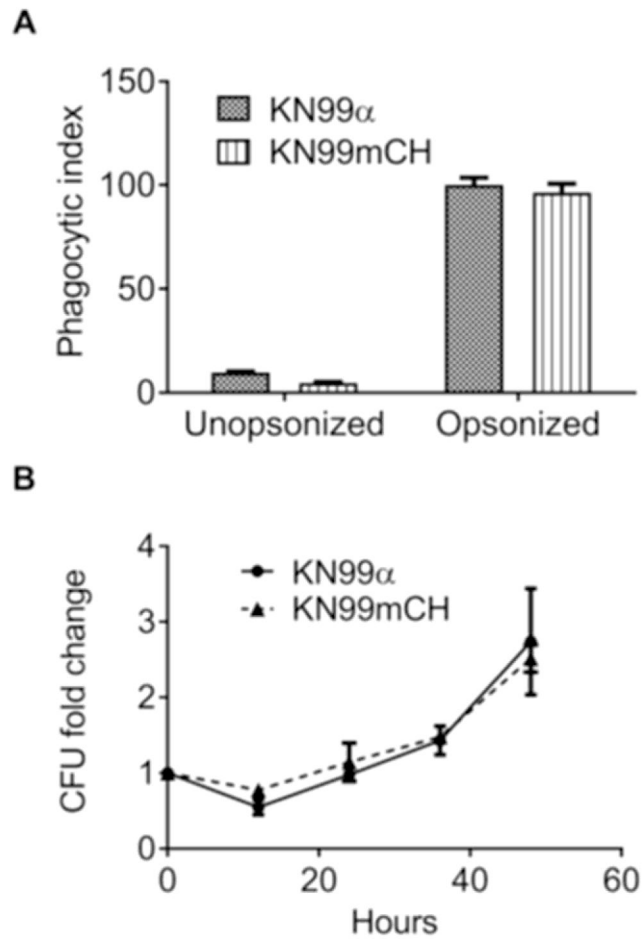 A
150
100
50
0
Phagocytic index
KN99α
KN99mCH
Unopsonized
Opsonized
B
4
3
2
1
0
CFU fold change
KN99α
KN99mCH
0
20
40
60
Hours